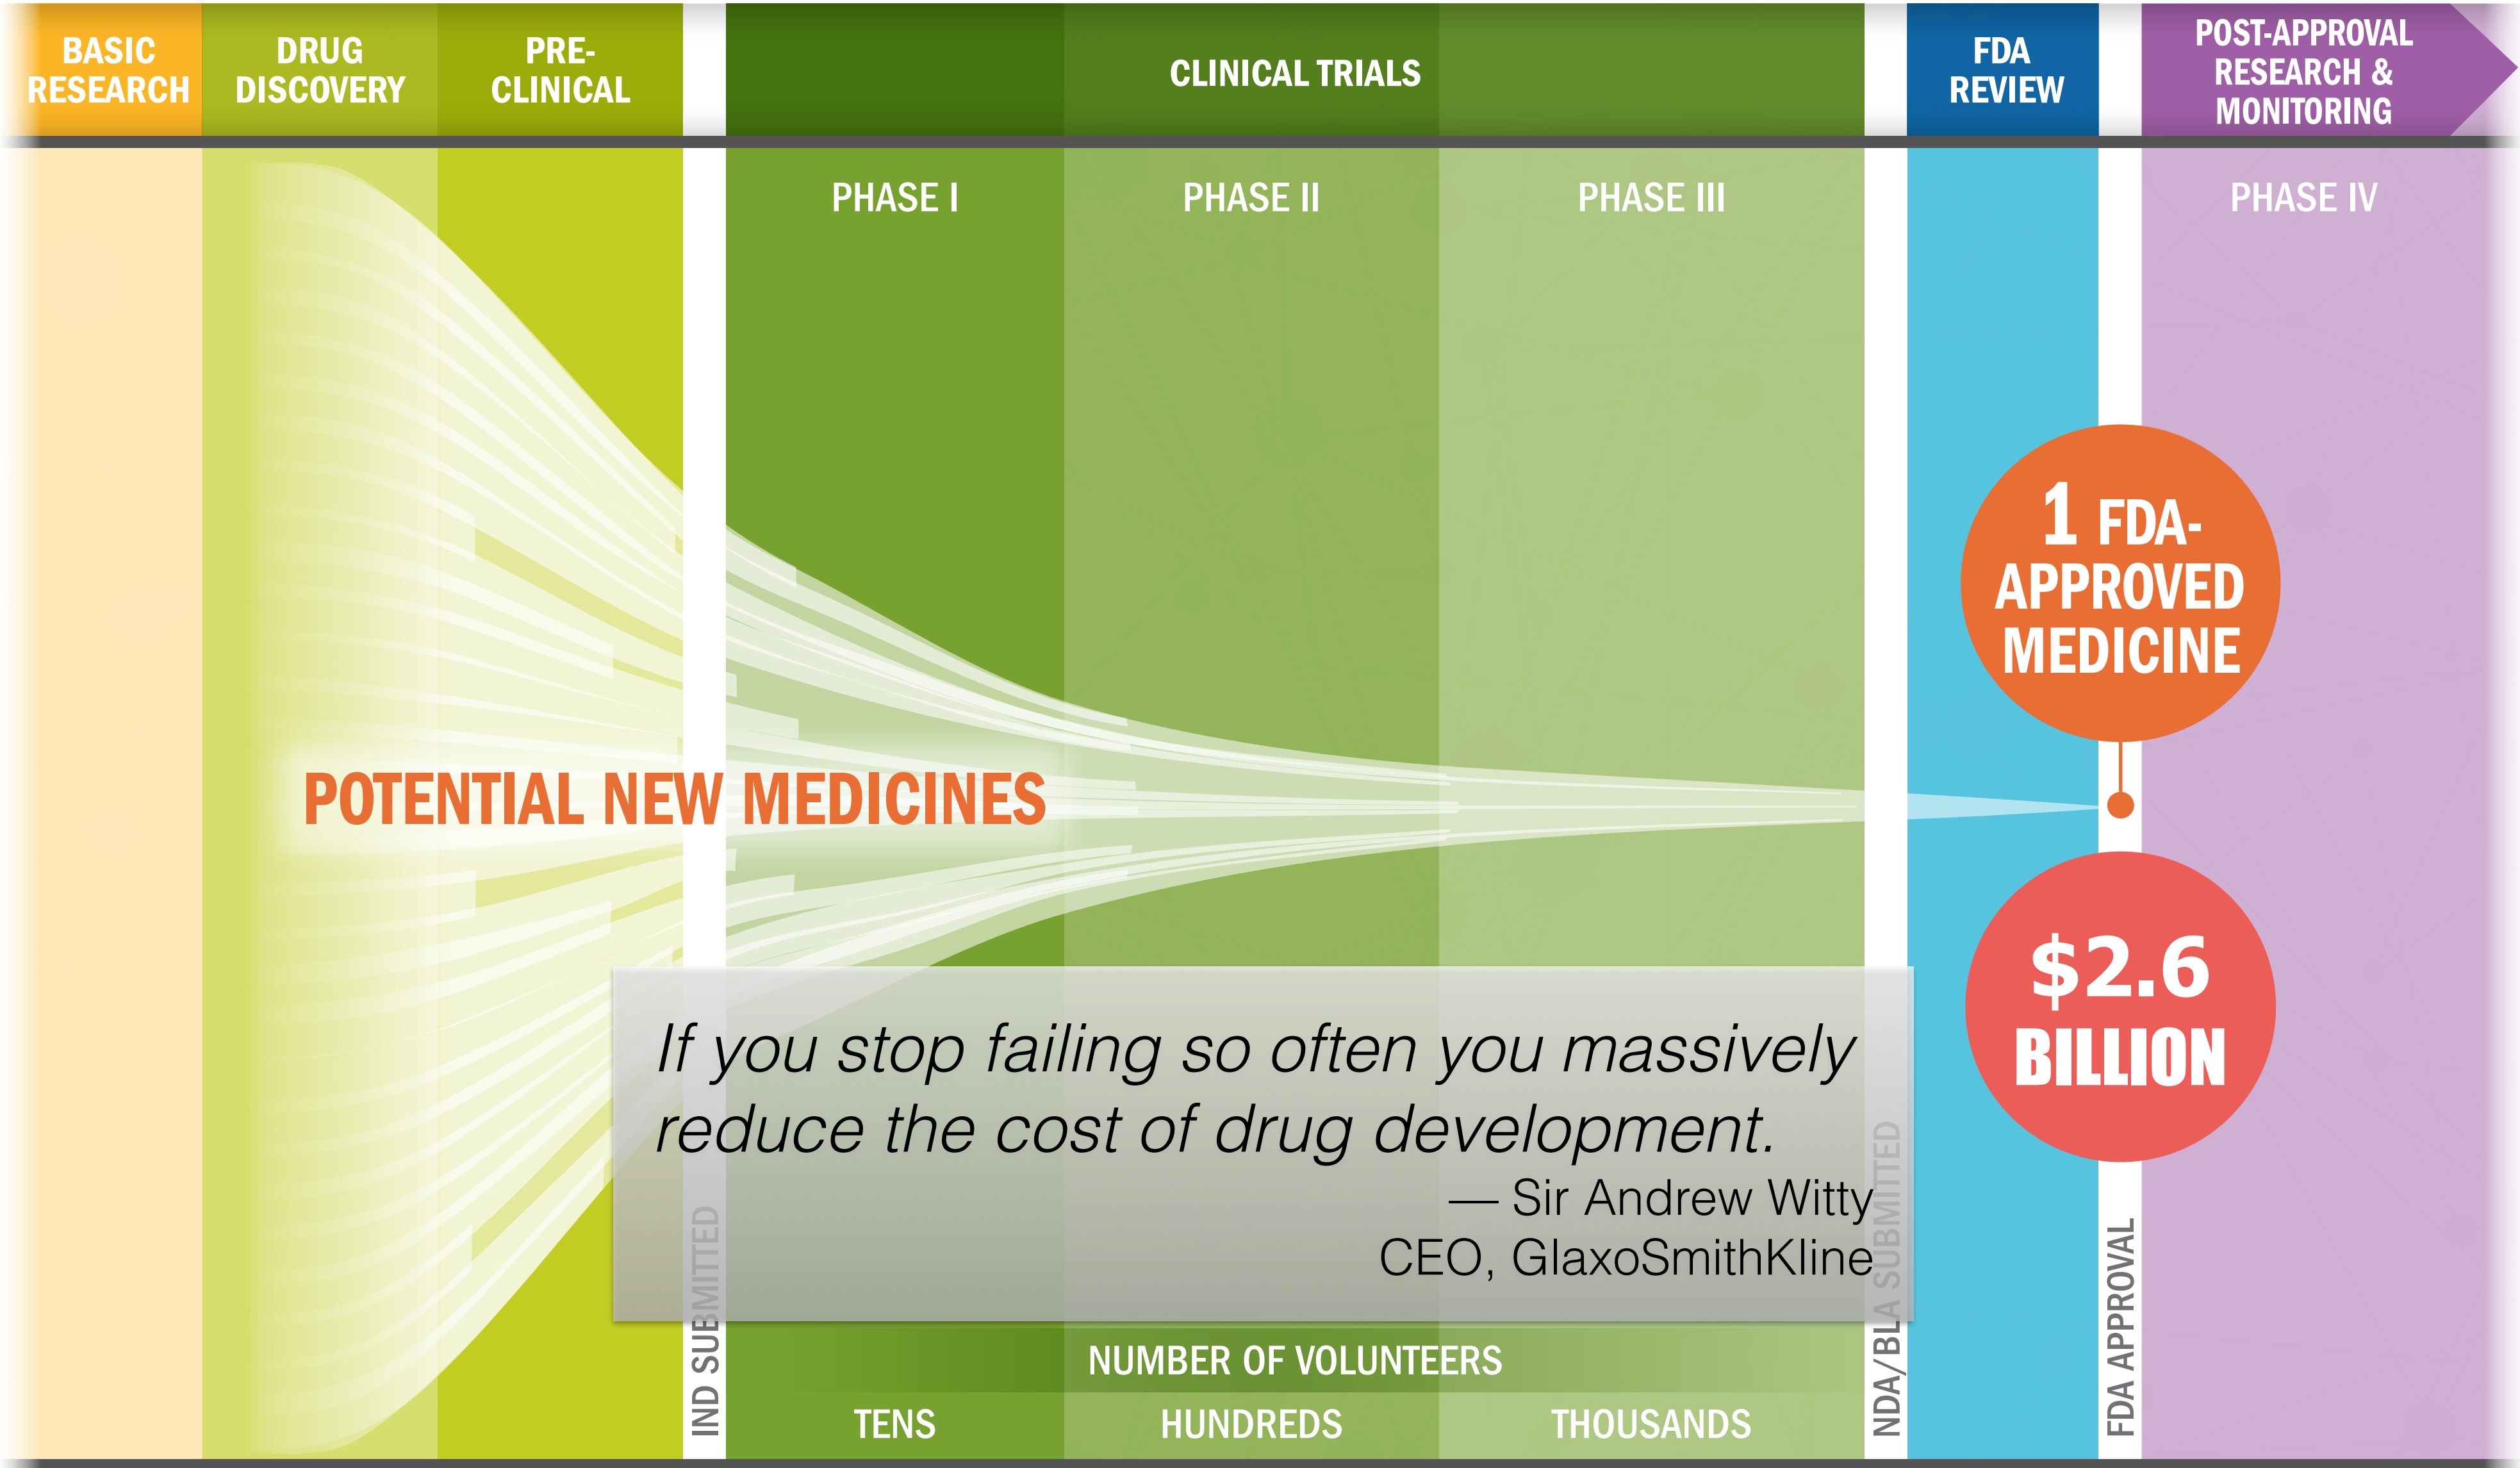 BASIC
RESEARCH
DRUG
DISCOVERY
PRE-
CLINICAL
CLINICAL TRIALS
FDA
REVIEW
POST-APPROVAL
RESEARCH &
MONITORING
PHASE I
PHASE II
PHASE III
PHASE IV
1 FDA-
APPROVED
MEDICINE
POTENTIAL NEW MEDICINES
$2.6
BILLION
If you stop failing so often you massively
reduce the cost of drug development.
— Sir Andrew Witty
CEO, GlaxoSmithKline
IND SUBMITTED
NDA/BLA SUBMITTED
FDA APPROVAL
NUMBER OF VOLUNTEERS
TENS
HUNDREDS
THOUSANDS